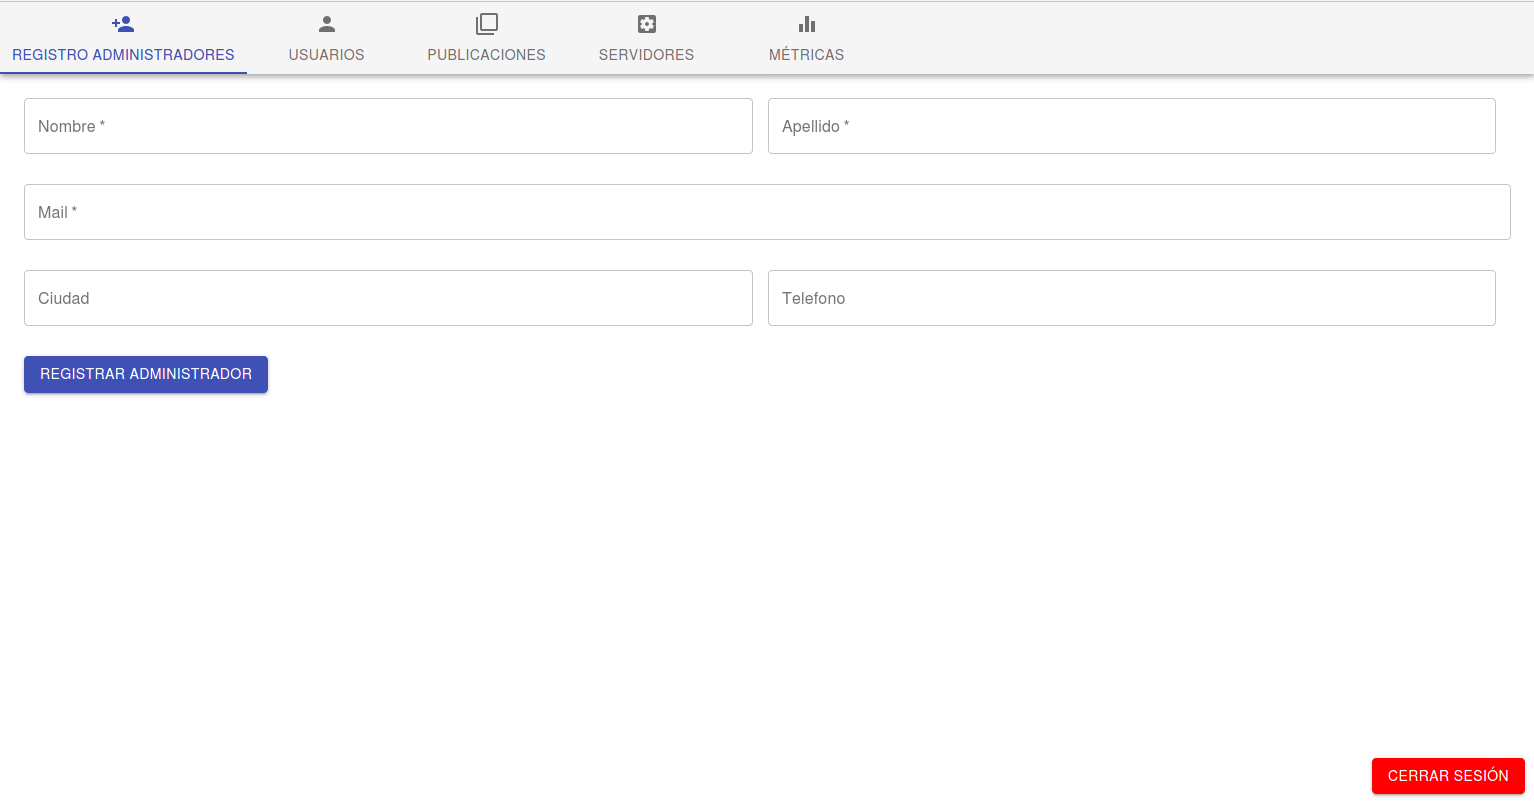 REGISTRO ADMINISTRADORES USUARIOS PUBLICACIONES SERVIDORES MÉTRICAS
Nombre * Apellido *
Mail *
Ciudad Telefono
REGISTRAR ADMINISTRADOR
CERRAR SESIÓN